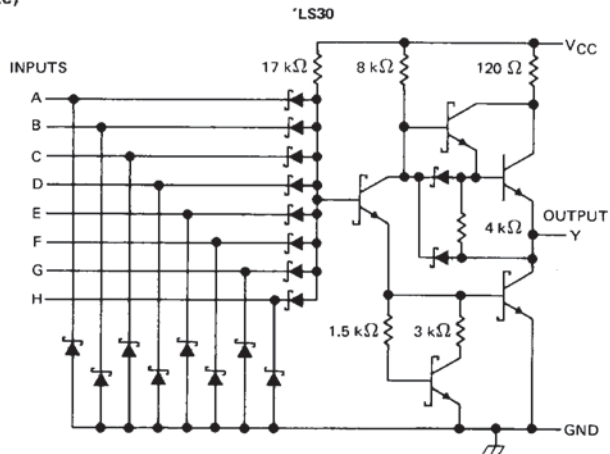 'LS30
VCC
17 kΩ
8 kΩ
120 Ω
INPUTS
A
B
C
D
E
F
G
H
4 kΩ
OUTPUT
Y
1.5 kΩ
3 kΩ
GND